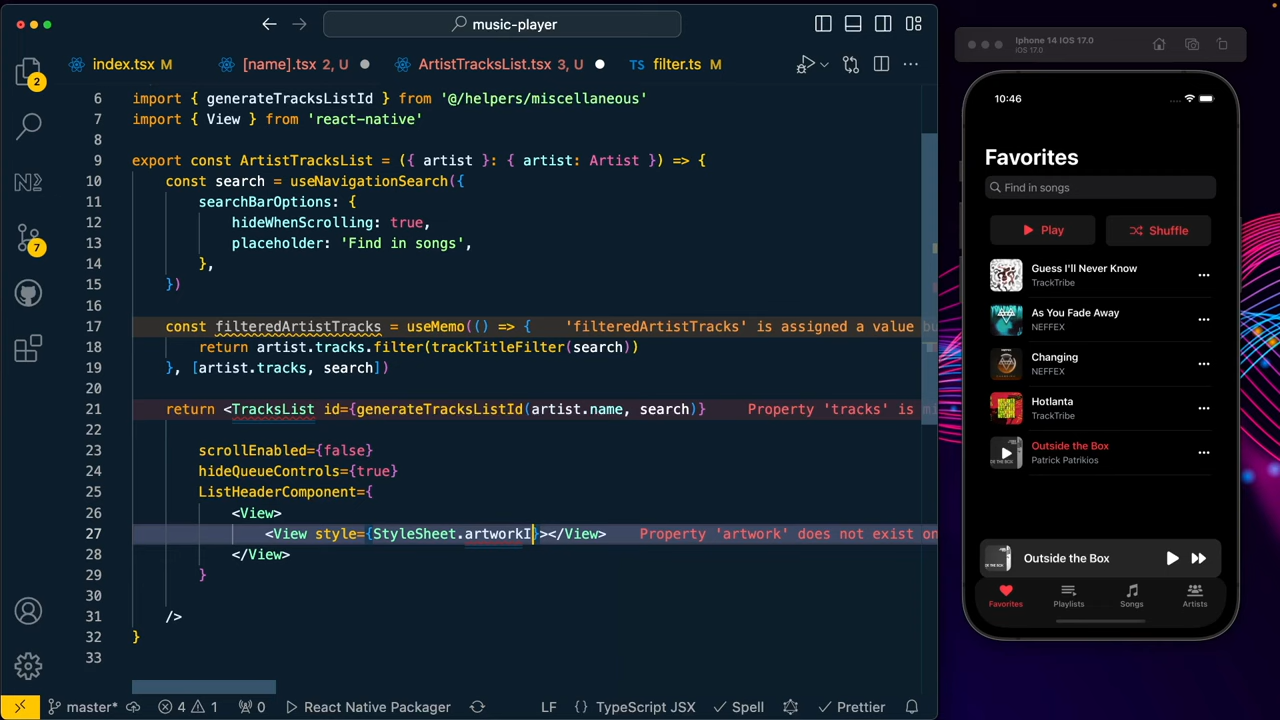 music-player
Iphone 14 IOS 17.0
iOS 17.0
index.tsx M
[name].tsx 2, U
ArtistTracksList.tsx 3, U
TS filter.ts M
2
7
6 import { generateTracksListId } from '@/helpers/miscellaneous'
7 import { View } from 'react-native'
8
9 export const ArtistTracksList = ({ artist }: { artist: Artist }) => {
10 const search = useNavigationSearch({
11 searchBarOptions: {
12 hideWhenScrolling: true,
13 placeholder: 'Find in songs',
14 },
15 })
16
17 const filteredArtistTracks = useMemo(() => { 'filteredArtistTracks' is assigned a value
18 return artist.tracks.filter(trackTitleFilter(search))
19 }, [artist.tracks, search])
20
21 return <TracksList id={generateTracksListId(artist.name, search)} Property 'tracks' is
22
23 scrollEnabled={false}
24 hideQueueControls={true}
25 ListHeaderComponent={
26 <View>
27 <View style={StyleSheet.artworkI}></View> Property 'artwork' does not exist on
28 </View>
29 }
30
31 />
32 }
33
master*
4
1
0
React Native Packager
LF
{} TypeScript JSX
Spell
Prettier
10:46
Favorites
Find in songs
Play
Shuffle
Guess I'll Never Know
TrackTribe
As You Fade Away
NEFFEX
Changing
NEFFEX
Hotlanta
TrackTribe
Outside the Box
Patrick Patrikios
Outside the Box
Favorites
Playlists
Songs
Artists